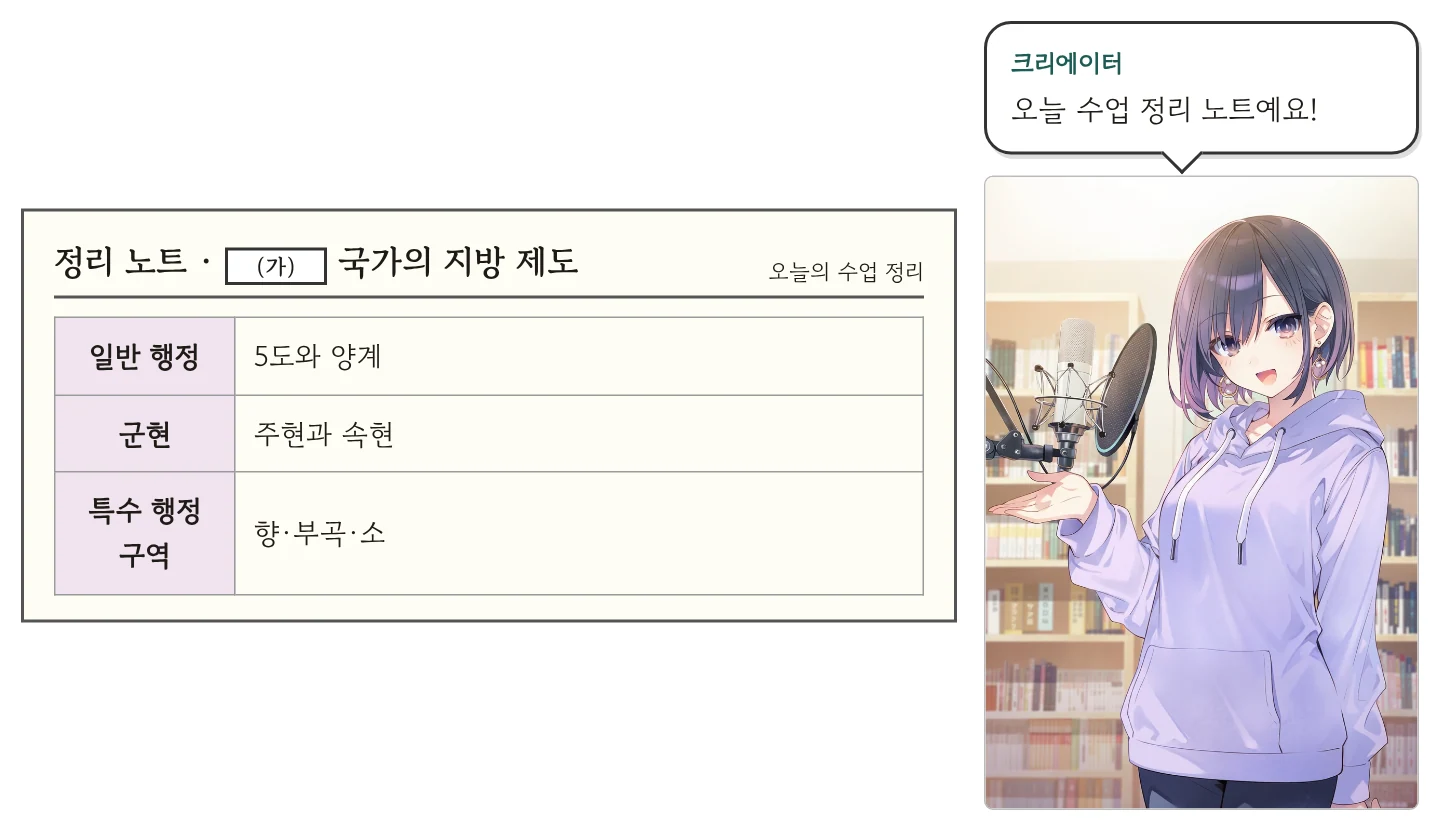 크리에이터
오늘 수업 정리 노트예요!
정리 노트 · (가) 국가의 지방 제도
오늘의 수업 정리
일반 행정 5도와 양계
군현 주현과 속현
특수 행정
구역
향·부곡·소